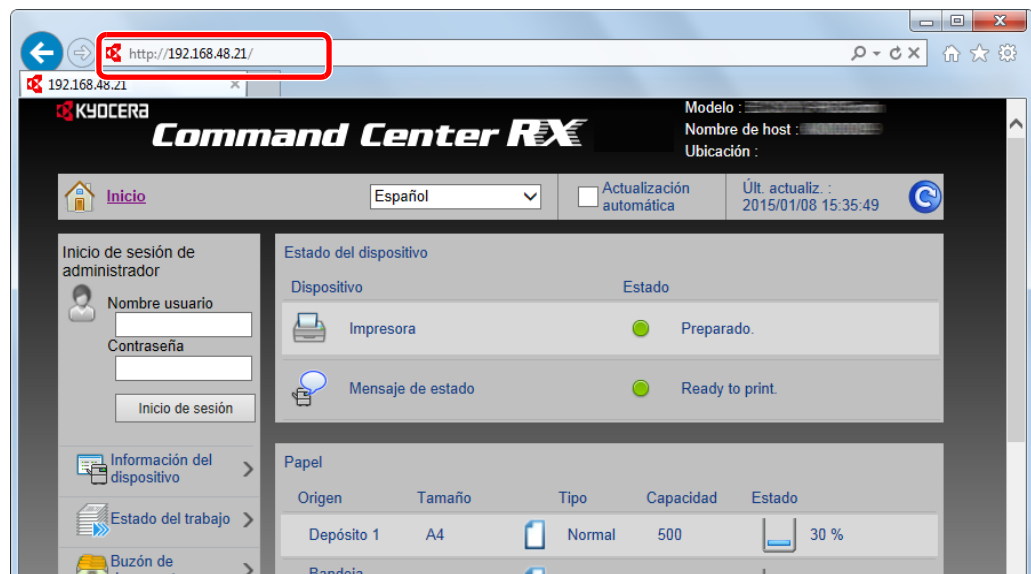 http://192.168.48.21/
192.168.48.21
KYOCERA
Command Center RX
Modelo :
Nombre de host :
Ubicación :
Inicio
Español
Actualización
automática
Últ. actualiz. :
2015/01/08 15:35:49
Inicio de sesión de
administrador
Nombre usuario
Contraseña
Inicio de sesión
Información del
dispositivo
Estado del trabajo
Buzón de
Estado del dispositivo
Dispositivo Estado
Impresora Preparado.
Mensaje de estado Ready to print.
Papel
Origen Tamaño Tipo Capacidad Estado
Depósito 1 A4 Normal 500 30 %
Bandeja